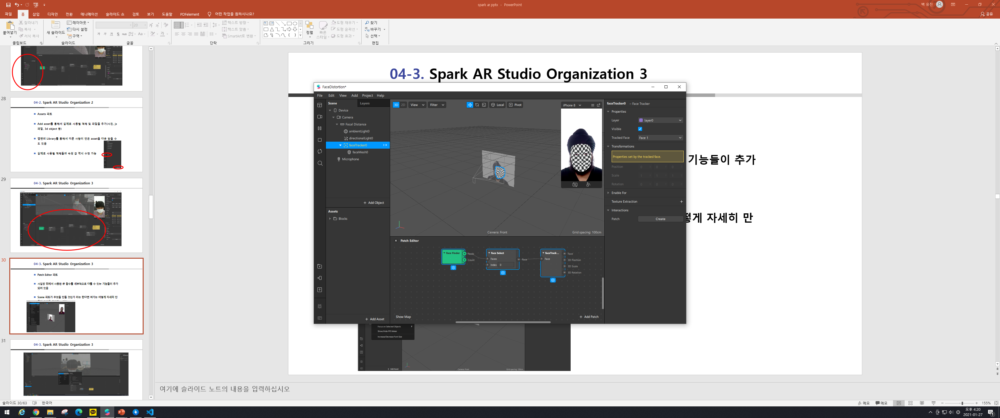 spark ar.pptx - PowerPoint
백 유진
파일 홈 삽입 디자인 전환 애니메이션 슬라이드 쇼 검토 보기 도움말 PDFelement 어떤 작업을 원하시나요? 공유
붙여넣기
잘라내기
복사
서식 복사
클립보드
새 슬라이드
레이아웃
다시 설정
구역
슬라이드
20
글꼴
텍스트 방향
텍스트 맞춤
SmartArt로 변환
단락
정렬
빠른 스타일
도형 채우기
도형 윤곽선
도형 효과
그리기
찾기
바꾸기
선택
편집
28
04-2. Spark AR Studio Organization 2
Assets 파트
Add asset를 통해서 실제로 사용될 객체 및 파일을 추가(사진, js
파일, 3d object 등)
옆면의 Library를 통해서 다른 사람이 만든 asset을 다운 받을 수
도 있음
실제로 사용될 객체들의 속성 값 역시 수정 가능
29
04-3. Spark AR Studio Organization 3
30
04-3. Spark AR Studio Organization 3
Patch Editor 파트
사실상 위에서 사용된 큰 함수를 세부적으로 다룰 수 있는 기능들이 추가
되어 있음
Scene 파트가 무엇을 만들 것인가 라는 한다면 여기는 어떻게 자세히 만
31
04-3. Spark AR Studio Organization 3
04-3. Spark AR Studio Organization 3
기능들이 추가
떻게 자세히 만
FaceDistortion*
File Edit View Add Project Help
Scene Layers
Device
Camera
Focal Distance
ambientLight0
directionalLight0
faceTracker0
faceMesh0
Microphone
Add Object
Assets
Blocks
Add Asset
3D 2D View Filter Local Pivot
iPhone 8
Camera: Front
Grid spacing: 100cm
Patch Editor
Face Finder
Faces
Count
Face Select
Faces
Index 0
Face
faceTrack...
Face
Face
3D Position
3D Scale
3D Rotation
Show Map
Add Patch
faceTracker0 – Face Tracker
Properties
Layer layer0
Visible
Tracked Face Face 1
Transformations
Properties set by the tracked face.
Position 0 0 0
Scale 1 1 1
Rotation 0 0 0
Enable For
Texture Extraction
Interactions
Patch Create
Focus on Selected Objects F
Show/Hide FPS Meter
Increase/Decrease Font Size
Add Asset
Camera: Front
Grid spacing: 100cm
여기에 슬라이드 노트의 내용을 입력하십시오
슬라이드 30/63 한국어
메모 메모 155%
TALK
오후 4:20
2021-01-27
1